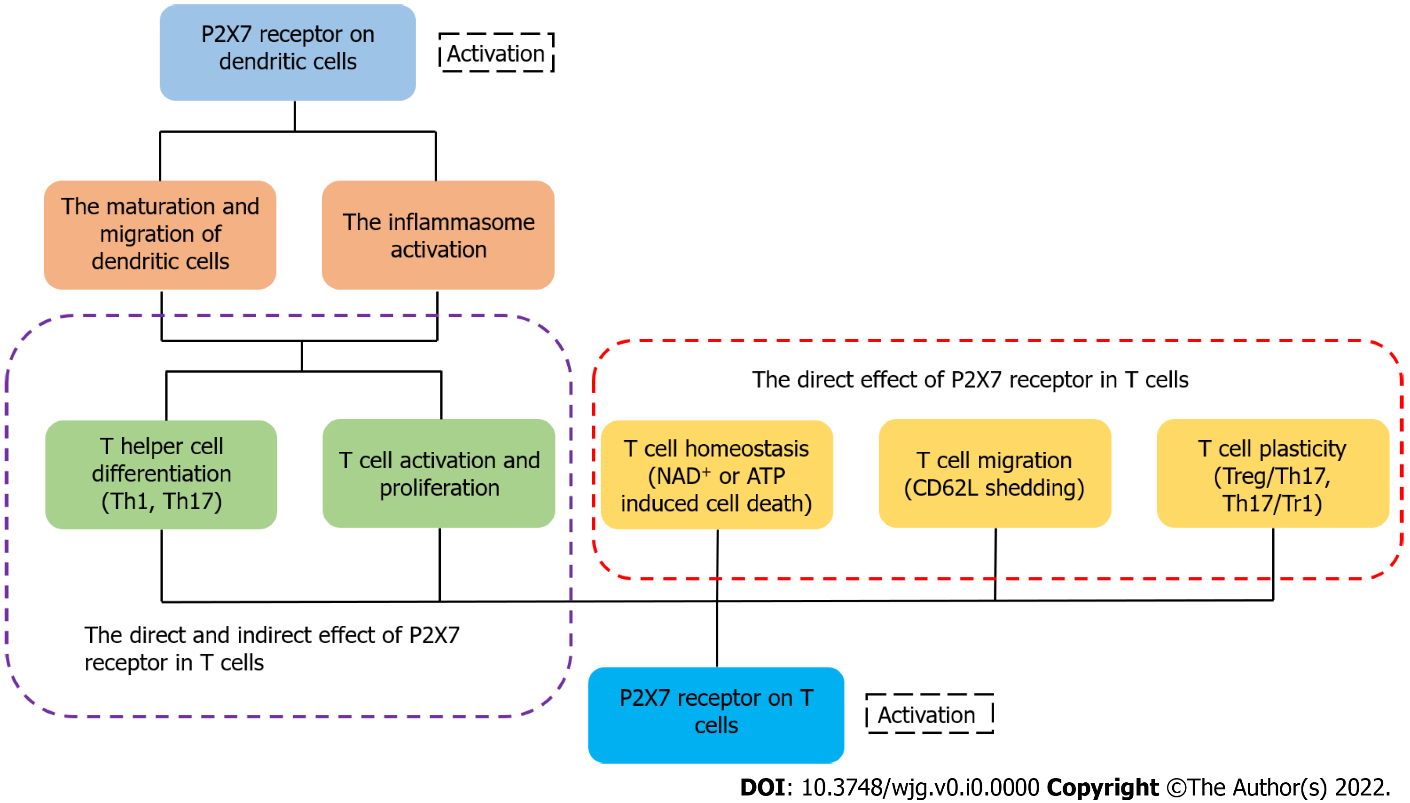 P2X7 receptor on
dendritic cells
Activation
The maturation and
migration of
dendritic cells
The inflammasome
activation
The direct effect of P2X7 receptor in T cells
T helper cell
differentiation
(Th1, Th17)
T cell activation and
proliferation
T cell homeostasis
(NAD⁺ or ATP
induced cell death)
T cell migration
(CD62L shedding)
T cell plasticity
(Treg/Th17,
Th17/Tr1)
The direct and indirect effect of P2X7
receptor in T cells
P2X7 receptor on T
cells
Activation
DOI: 10.3748/wjg.v0.i0.0000 Copyright ©The Author(s) 2022.